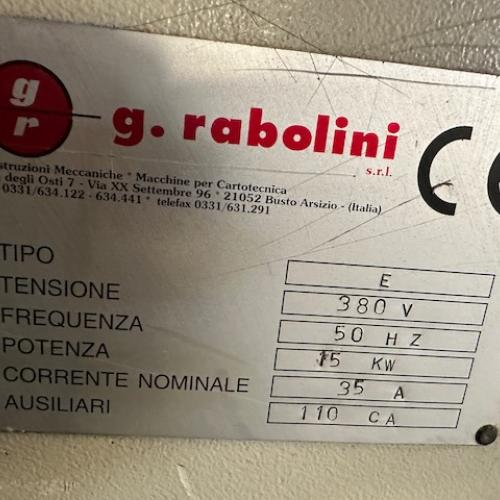 gr
g. rabolini
s.r.l.
struzioni Meccaniche * Macchine per Cartotecnica
degli Osti 7 - Via XX Settembre 96 * 21052 Busto Arsizio - (Italia)
0331/634.122 - 634.441 * telefax 0331/631.291
CE
TIPO E
TENSIONE 380 V
FREQUENZA 50 HZ
POTENZA 15 KW
CORRENTE NOMINALE 35 A
AUSILIARI 110 CA